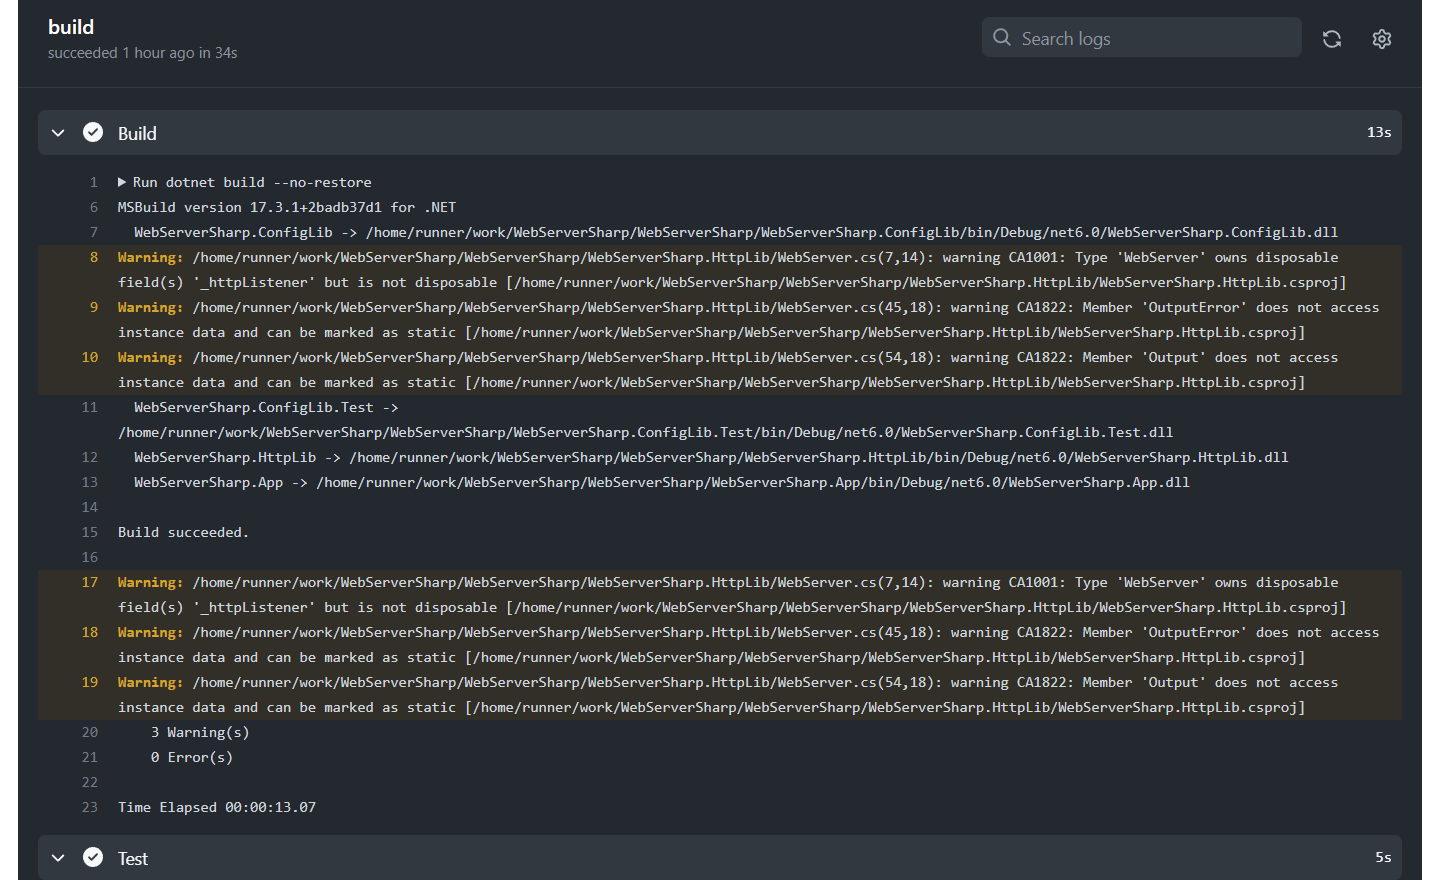 build
succeeded 1 hour ago in 34s
Search logs
Build 13s
1 Run dotnet build --no-restore
6 MSBuild version 17.3.1+2badb37d1 for .NET
7 WebServerSharp.ConfigLib -> /home/runner/work/WebServerSharp/WebServerSharp/WebServerSharp.ConfigLib/bin/Debug/net6.0/WebServerSharp.ConfigLib.dll
8 Warning: /home/runner/work/WebServerSharp/WebServerSharp/WebServerSharp.HttpLib/WebServer.cs(7,14): warning CA1001: Type 'WebServer' owns disposable
field(s) '_httpListener' but is not disposable [/home/runner/work/WebServerSharp/WebServerSharp/WebServerSharp.HttpLib/WebServerSharp.HttpLib.csproj]
9 Warning: /home/runner/work/WebServerSharp/WebServerSharp/WebServerSharp.HttpLib/WebServer.cs(45,18): warning CA1822: Member 'OutputError' does not access
instance data and can be marked as static [/home/runner/work/WebServerSharp/WebServerSharp/WebServerSharp.HttpLib/WebServerSharp.HttpLib.csproj]
10 Warning: /home/runner/work/WebServerSharp/WebServerSharp/WebServerSharp.HttpLib/WebServer.cs(54,18): warning CA1822: Member 'Output' does not access
instance data and can be marked as static [/home/runner/work/WebServerSharp/WebServerSharp/WebServerSharp.HttpLib/WebServerSharp.HttpLib.csproj]
11 WebServerSharp.ConfigLib.Test ->
/home/runner/work/WebServerSharp/WebServerSharp/WebServerSharp.ConfigLib.Test/bin/Debug/net6.0/WebServerSharp.ConfigLib.Test.dll
12 WebServerSharp.HttpLib -> /home/runner/work/WebServerSharp/WebServerSharp/WebServerSharp.HttpLib/bin/Debug/net6.0/WebServerSharp.HttpLib.dll
13 WebServerSharp.App -> /home/runner/work/WebServerSharp/WebServerSharp/WebServerSharp.App/bin/Debug/net6.0/WebServerSharp.App.dll
14
15 Build succeeded.
16
17 Warning: /home/runner/work/WebServerSharp/WebServerSharp/WebServerSharp.HttpLib/WebServer.cs(7,14): warning CA1001: Type 'WebServer' owns disposable
field(s) '_httpListener' but is not disposable [/home/runner/work/WebServerSharp/WebServerSharp/WebServerSharp.HttpLib/WebServerSharp.HttpLib.csproj]
18 Warning: /home/runner/work/WebServerSharp/WebServerSharp/WebServerSharp.HttpLib/WebServer.cs(45,18): warning CA1822: Member 'OutputError' does not access
instance data and can be marked as static [/home/runner/work/WebServerSharp/WebServerSharp/WebServerSharp.HttpLib/WebServerSharp.HttpLib.csproj]
19 Warning: /home/runner/work/WebServerSharp/WebServerSharp/WebServerSharp.HttpLib/WebServer.cs(54,18): warning CA1822: Member 'Output' does not access
instance data and can be marked as static [/home/runner/work/WebServerSharp/WebServerSharp/WebServerSharp.HttpLib/WebServerSharp.HttpLib.csproj]
20 3 Warning(s)
21 0 Error(s)
22
23 Time Elapsed 00:00:13.07
Test 5s